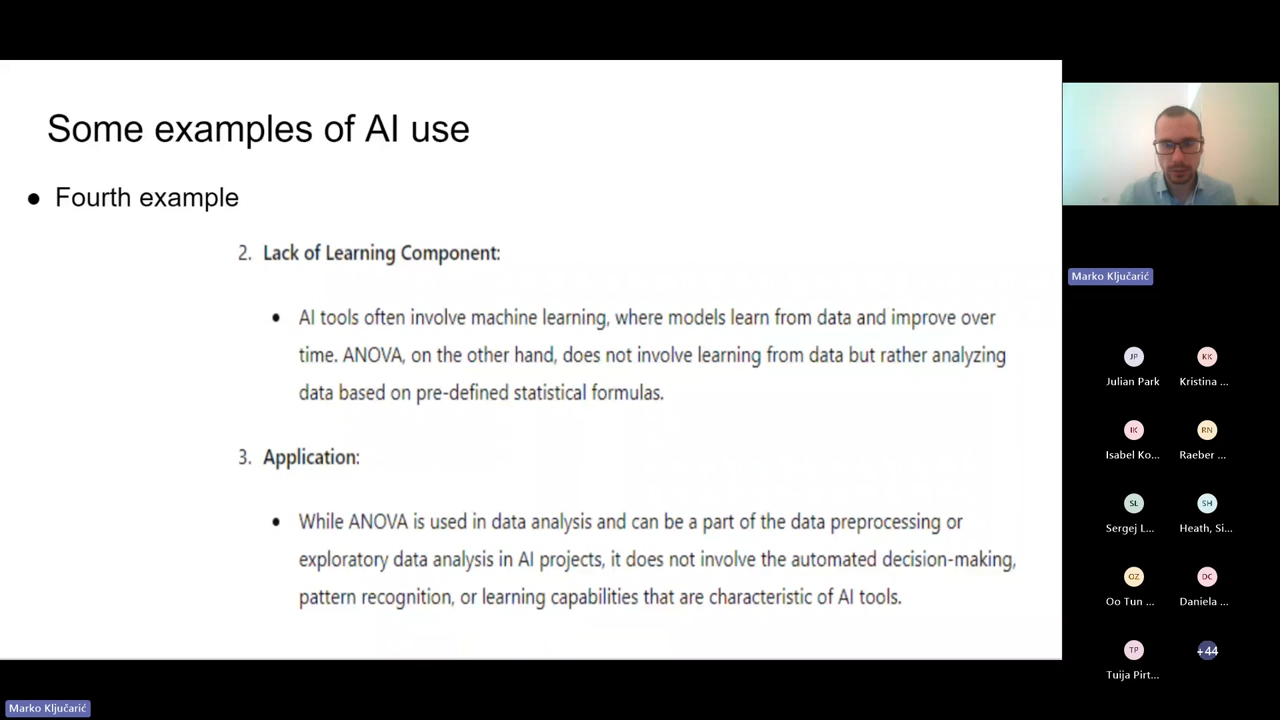 Some examples of AI use
● Fourth example
2. Lack of Learning Component:
• AI tools often involve machine learning, where models learn from data and improve over
time. ANOVA, on the other hand, does not involve learning from data but rather analyzing
data based on pre-defined statistical formulas.
3. Application:
• While ANOVA is used in data analysis and can be a part of the data preprocessing or
exploratory data analysis in AI projects, it does not involve the automated decision-making,
pattern recognition, or learning capabilities that are characteristic of AI tools.
Marko Ključarić
JP
KK
Julian Park
Kristina ...
IK
RN
Isabel Ko...
Raeber ...
SL
SH
Sergej L...
Heath, Si...
OZ
DC
Oo Tun ...
Daniela ...
TP
+44
Tuija Pirt...
Marko Ključarić